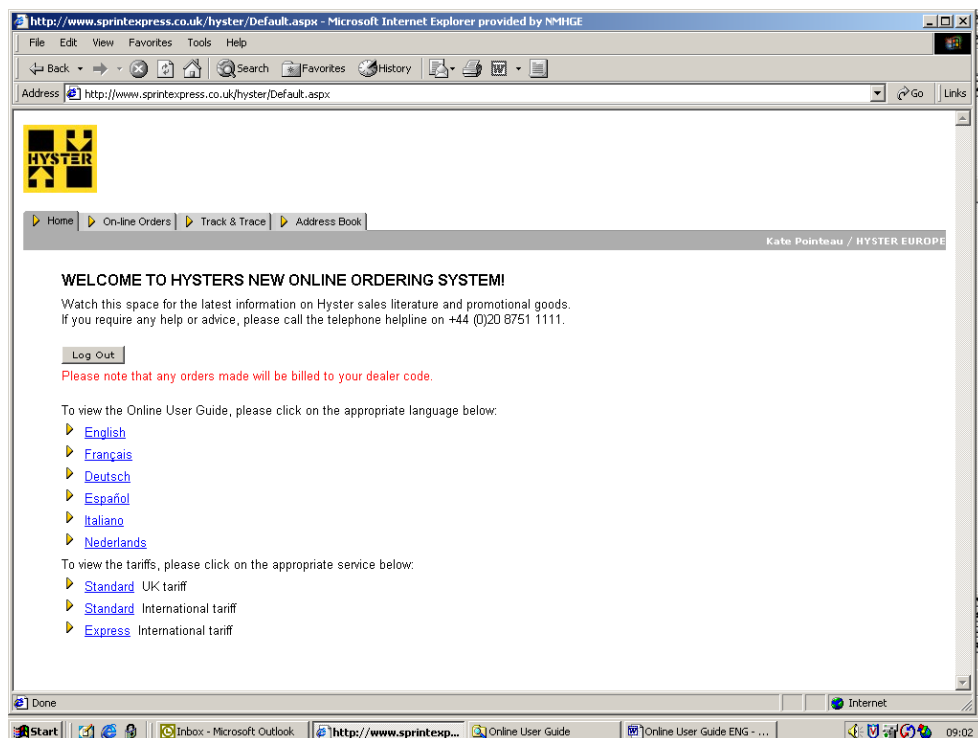 http://www.sprintexpress.co.uk/hyster/Default.aspx - Microsoft Internet Explorer provided by NMHGE
File Edit View Favorites Tools Help
Back Search Favorites History
Address http://www.sprintexpress.co.uk/hyster/Default.aspx Go Links
HYSTER
Home On-line Orders Track & Trace Address Book
Kate Pointeau / HYSTER EUROPE
WELCOME TO HYSTERS NEW ONLINE ORDERING SYSTEM!
Watch this space for the latest information on Hyster sales literature and promotional goods.
If you require any help or advice, please call the telephone helpline on +44 (0)20 8751 1111.
Log Out
Please note that any orders made will be billed to your dealer code.
To view the Online User Guide, please click on the appropriate language below:
English
Français
Deutsch
Español
Italiano
Nederlands
To view the tariffs, please click on the appropriate service below:
Standard UK tariff
Standard International tariff
Express International tariff
Done Internet
Start Inbox - Microsoft Outlook http://www.sprintexp... Online User Guide Online User Guide ENG - ... 09:02